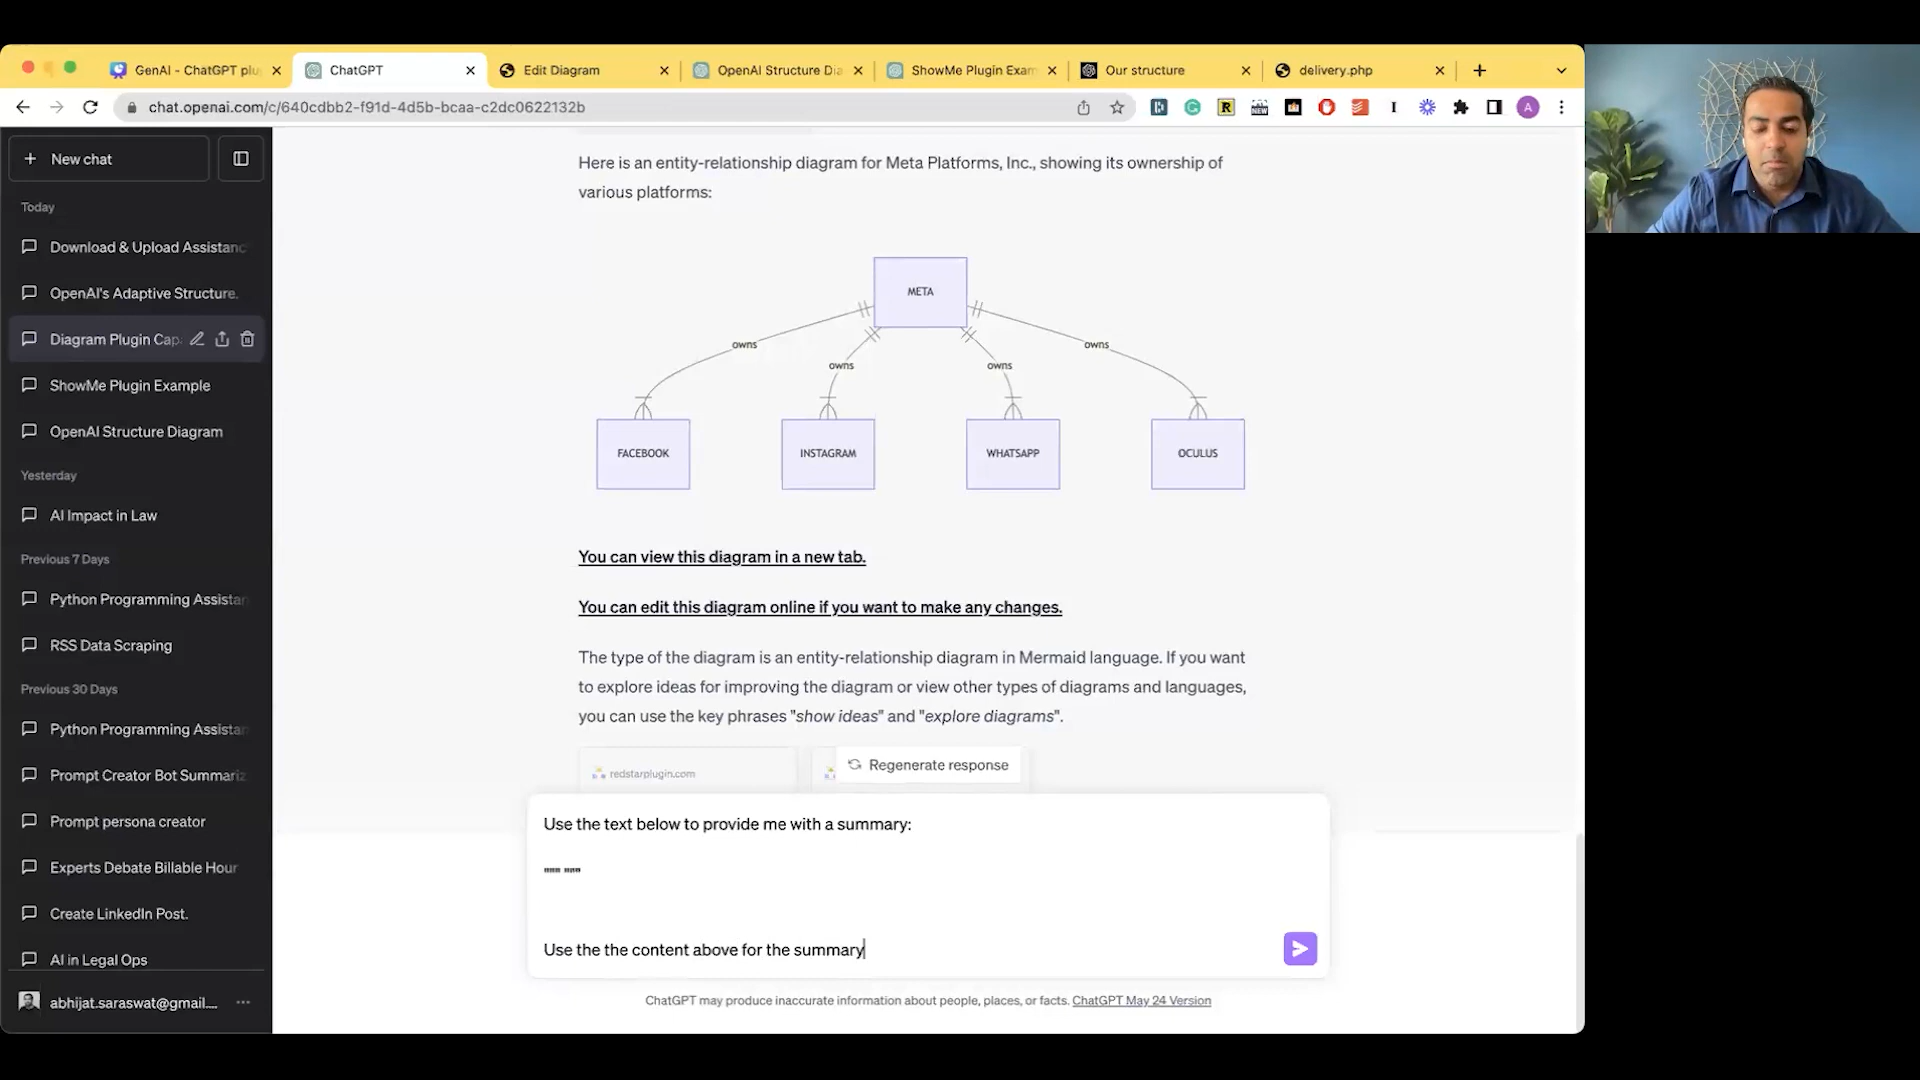 GenAI - ChatGPT plu
ChatGPT
Edit Diagram
OpenAI Structure Dia
ShowMe Plugin Exam
Our structure
delivery.php
chat.openai.com/c/640cdbb2-f91d-4d5b-bcaa-c2dc0622132b
R
NEW
I
A
New chat
Today
Download & Upload Assistanc
OpenAI's Adaptive Structure.
Diagram Plugin Cap
ShowMe Plugin Example
OpenAI Structure Diagram
Yesterday
AI Impact in Law
Previous 7 Days
Python Programming Assistan
RSS Data Scraping
Previous 30 Days
Python Programming Assistan
Prompt Creator Bot Summariz
Prompt persona creator
Experts Debate Billable Hour
Create LinkedIn Post.
AI in Legal Ops
abhijat.saraswat@gmail....
Here is an entity-relationship diagram for Meta Platforms, Inc., showing its ownership of
various platforms:
META
owns
owns
owns
owns
FACEBOOK
INSTAGRAM
WHATSAPP
OCULUS
You can view this diagram in a new tab.
You can edit this diagram online if you want to make any changes.
The type of the diagram is an entity-relationship diagram in Mermaid language. If you want
to explore ideas for improving the diagram or view other types of diagrams and languages,
you can use the key phrases "show ideas" and "explore diagrams".
redstarplugin.com
Regenerate response
Use the text below to provide me with a summary:
""" """
Use the the content above for the summary
ChatGPT may produce inaccurate information about people, places, or facts. ChatGPT May 24 Version